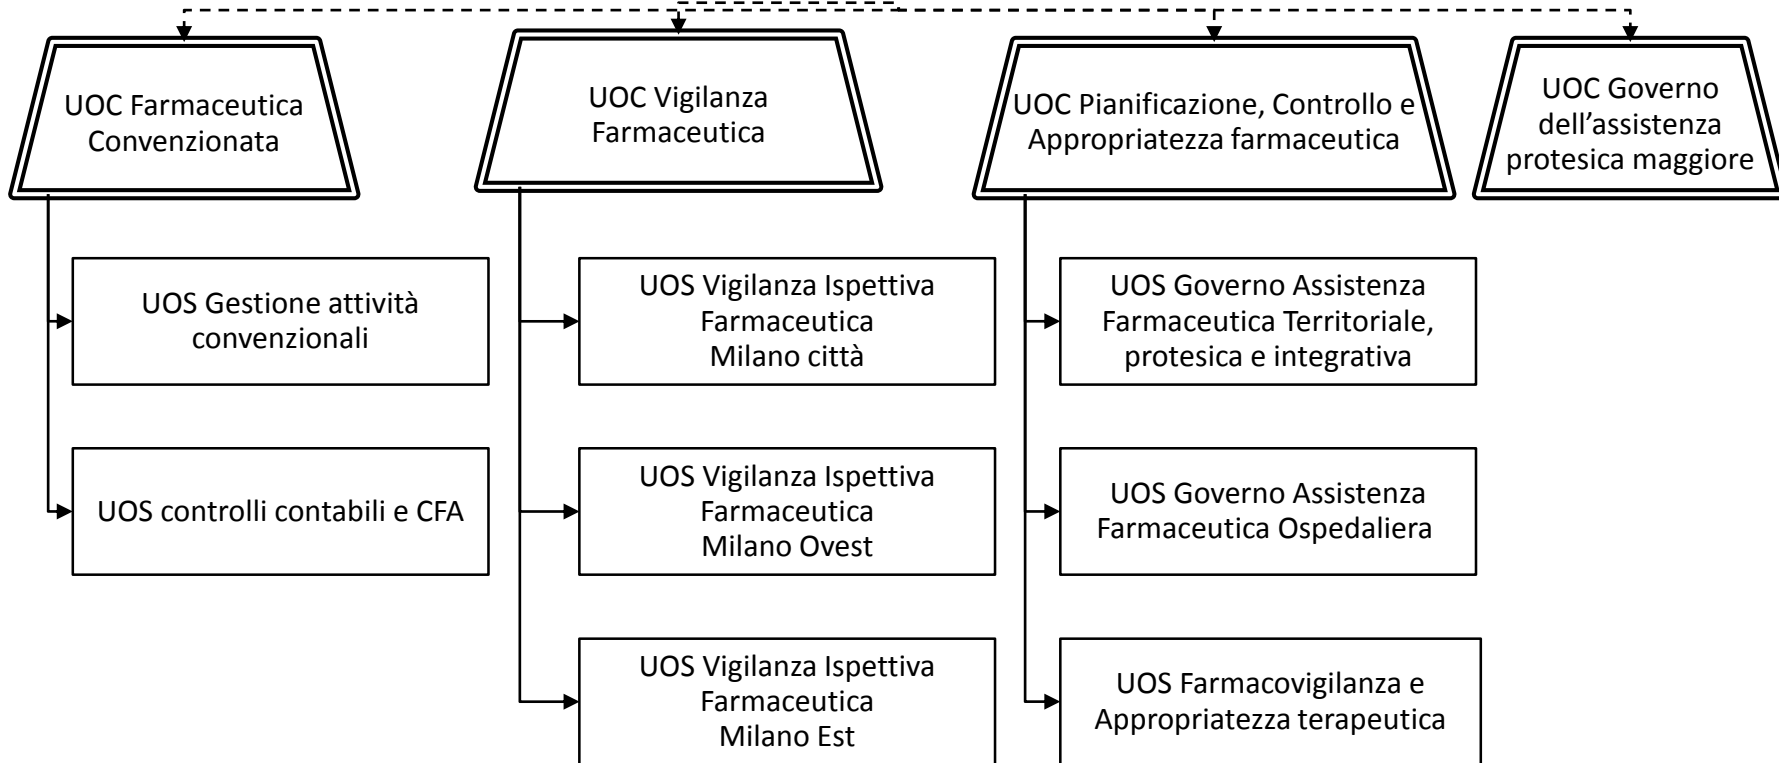 UOC Farmaceutica
Convenzionata
UOC Vigilanza
Farmaceutica
UOC Pianificazione, Controllo e
Appropriatezza farmaceutica
UOC Governo
dell’assistenza
protesica maggiore
UOS Gestione attività
convenzionali
UOS Vigilanza Ispettiva
Farmaceutica
Milano città
UOS Governo Assistenza
Farmaceutica Territoriale,
protesica e integrativa
UOS controlli contabili e CFA
UOS Vigilanza Ispettiva
Farmaceutica
Milano Ovest
UOS Governo Assistenza
Farmaceutica Ospedaliera
UOS Vigilanza Ispettiva
Farmaceutica
Milano Est
UOS Farmacovigilanza e
Appropriatezza terapeutica